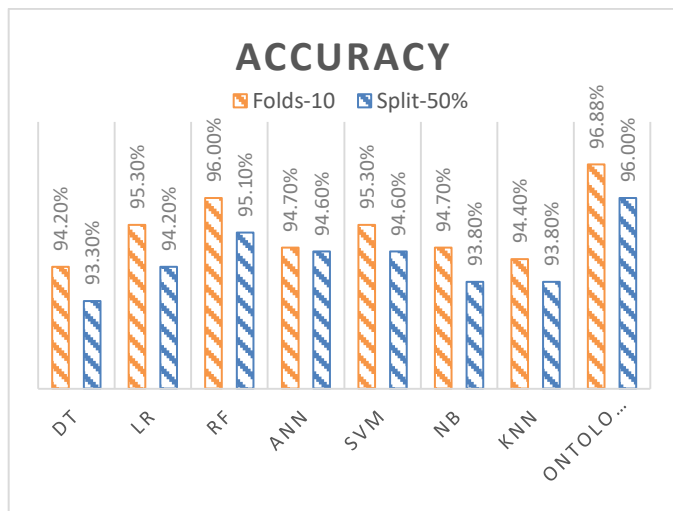 ACCURACY
Folds-10 Split-50%
94.20%
93.30%
95.30%
94.20%
96.00%
95.10%
94.70%
94.60%
95.30%
94.60%
94.70%
93.80%
94.40%
93.80%
96.88%
96.00%
DT
LR
RF
ANN
SVM
NB
KNN
ONTOLO...